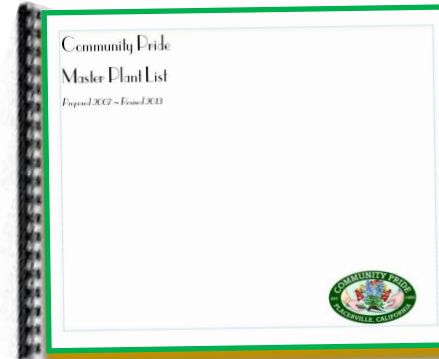 Community Pride
Master Plant List
Prepared 2007 ~ Revised 2013
COMMUNITY PRIDE
PLACERVILLE, CALIFORNIA